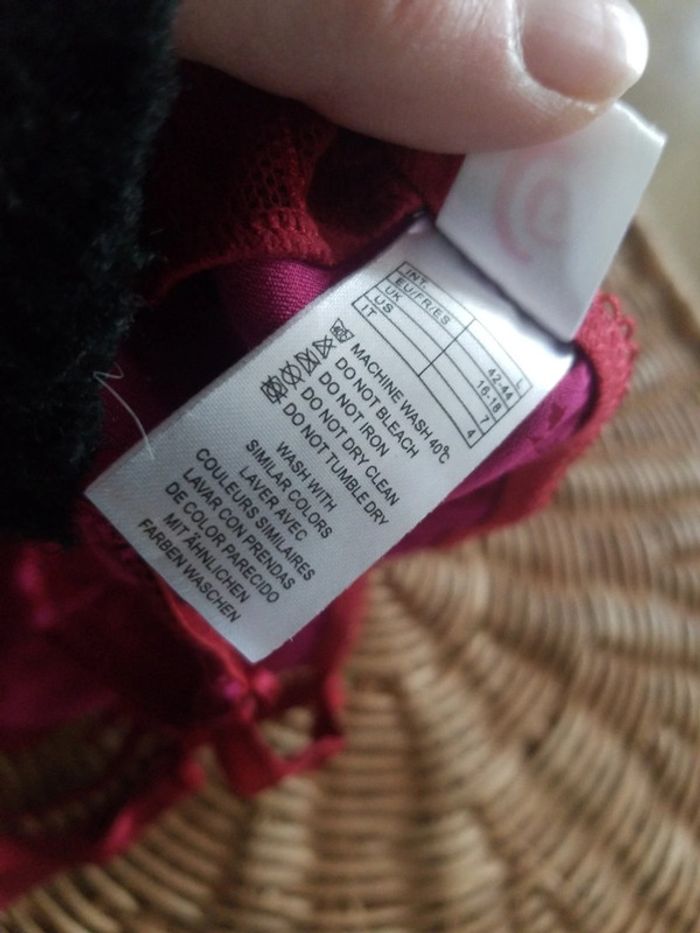 INT. L
EU/FR/ES 42-44
UK 16-18
US 7
IT 4
40
MACHINE WASH 40℃
DO NOT BLEACH
DO NOT IRON
DO NOT DRY CLEAN
DO NOT TUMBLE DRY
WASH WITH
SIMILAR COLORS
LAVER AVEC
COULEURS SIMILAIRES
LAVAR CON PRENDAS
DE COLOR PARECIDO
MIT ÄHNLICHEN
FARBEN WASCHEN